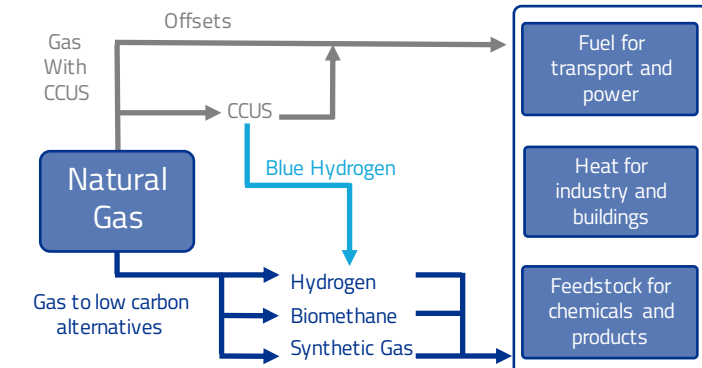 Offsets
Gas
With
CCUS
CCUS
Blue Hydrogen
Natural
Gas
Gas to low carbon
alternatives
Hydrogen
Biomethane
Synthetic Gas
Fuel for
transport and
power
Heat for
industry and
buildings
Feedstock for
chemicals and
products